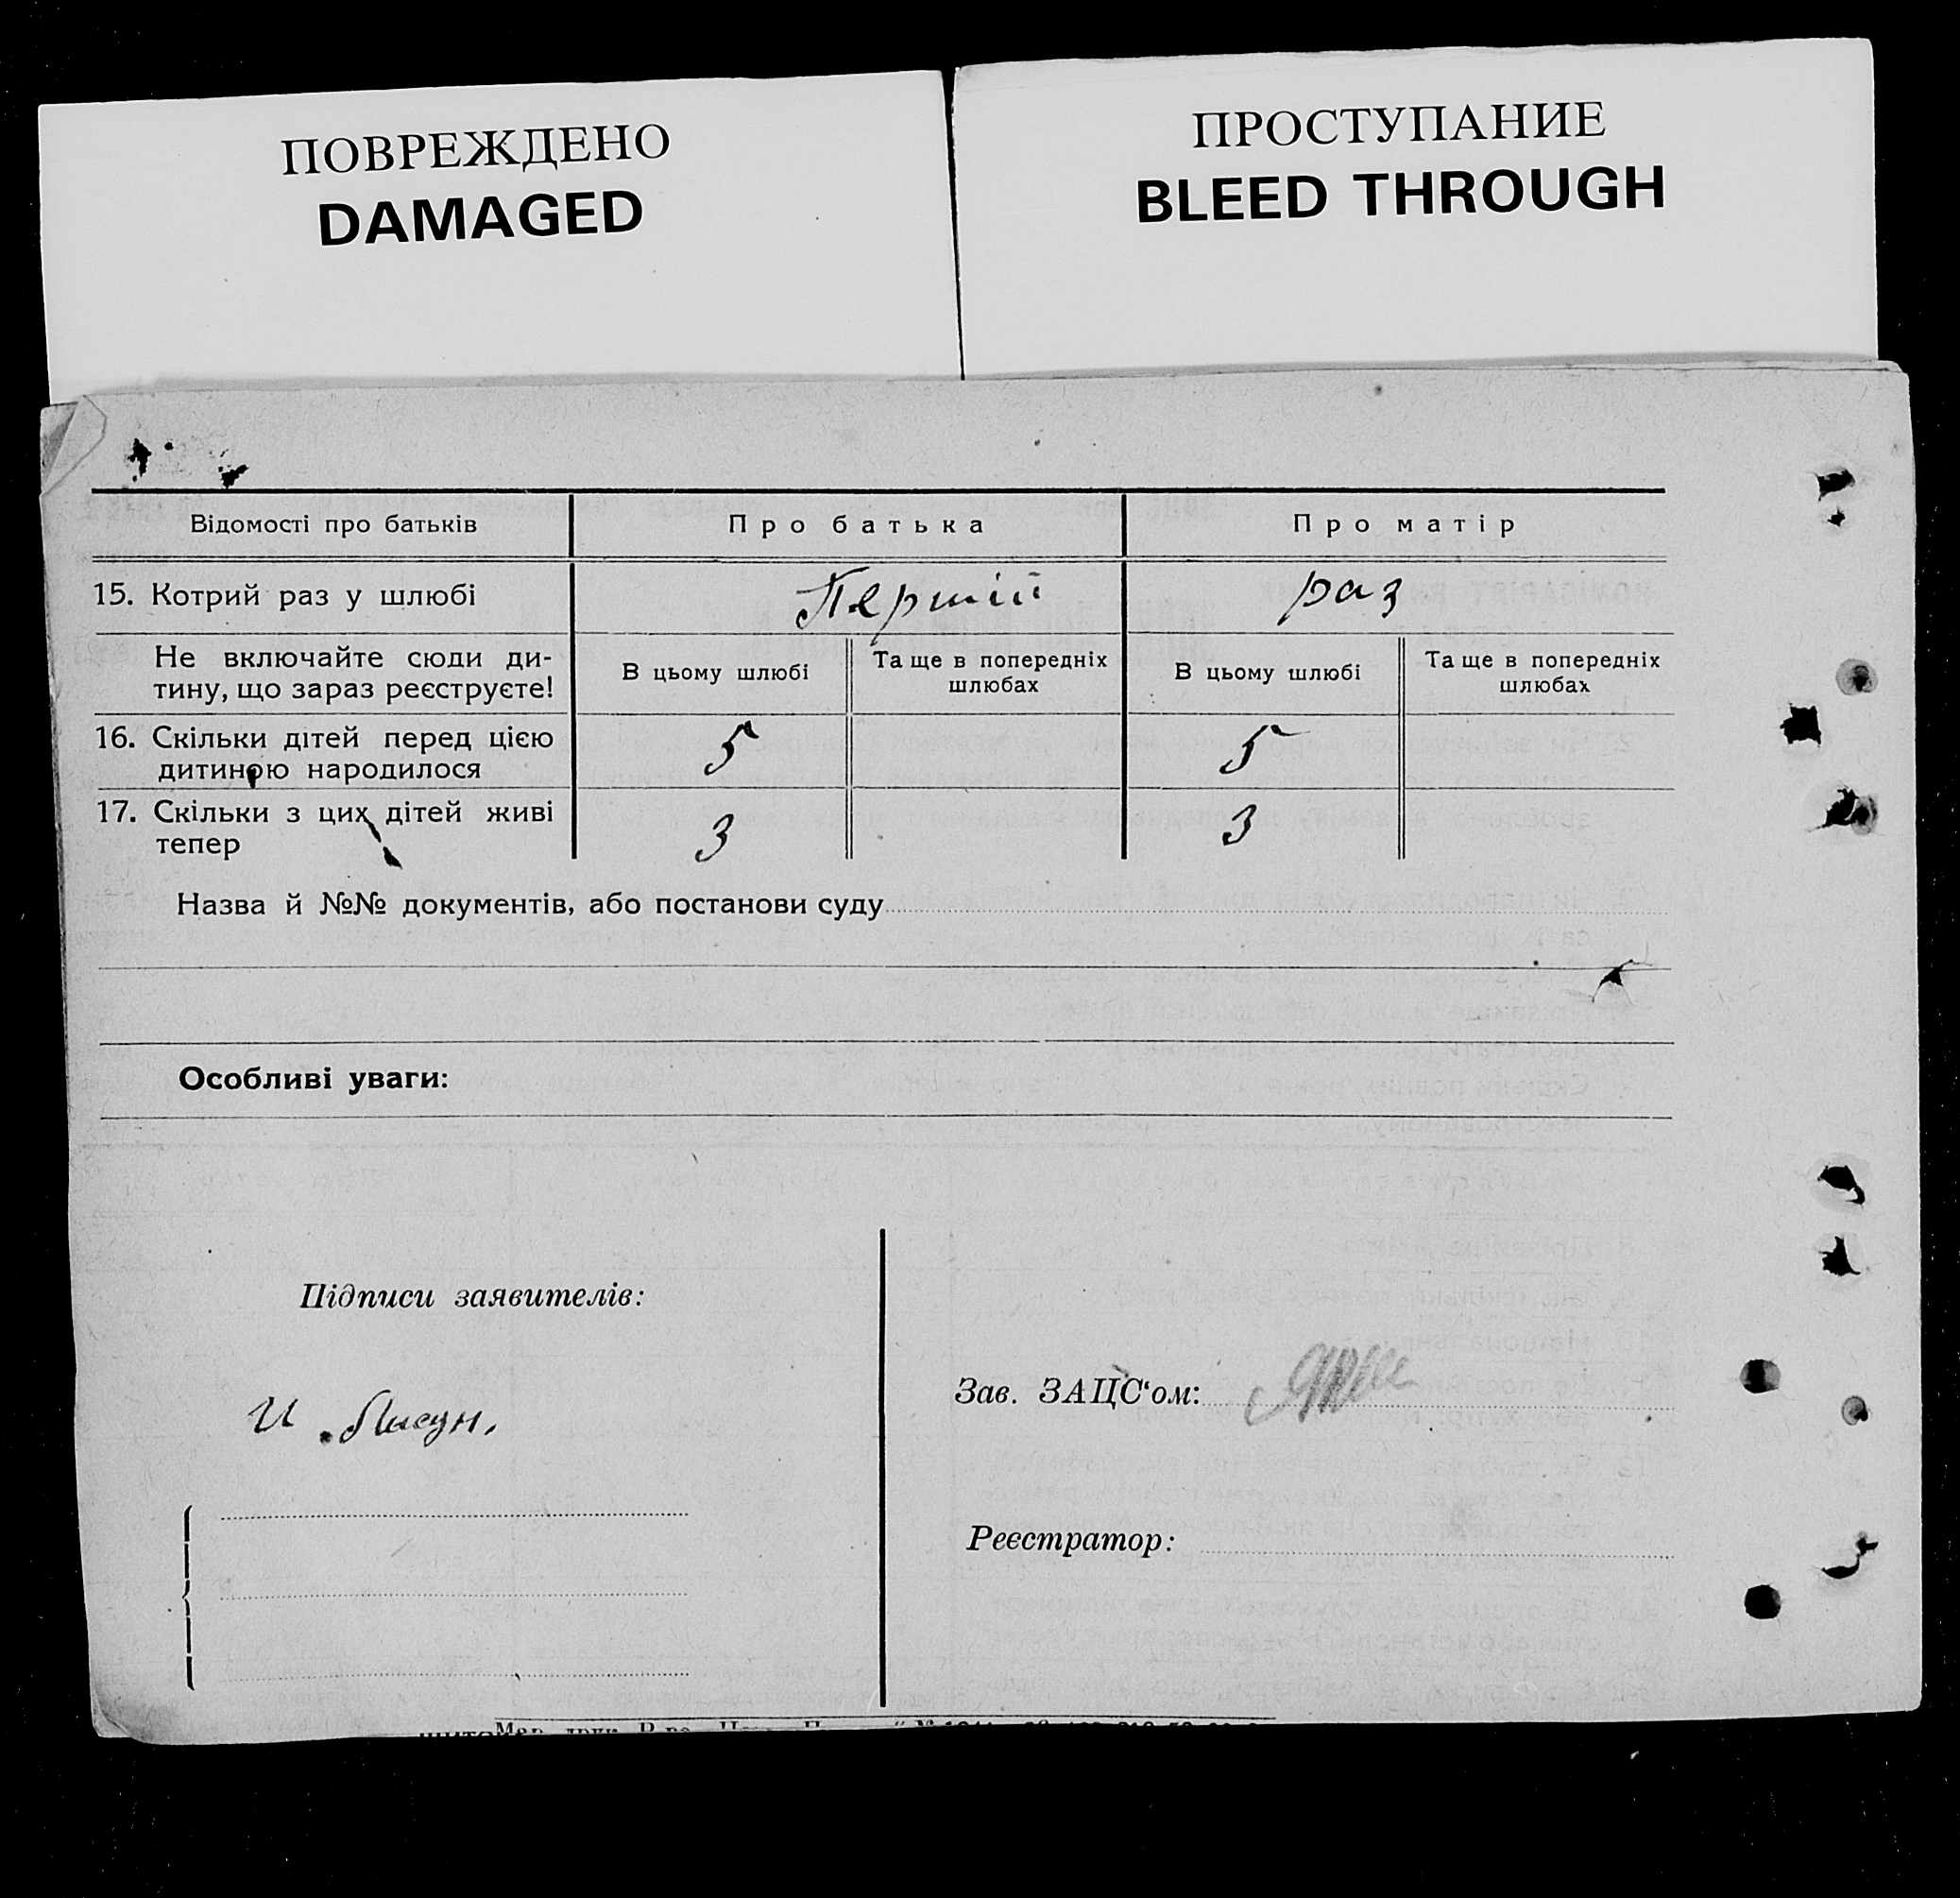 ПОВРЕЖДЕНО
DAMAGED
ПРОСТУПАНИЕ
BLEED THROUGH
Відомості про батьків
Про батька
Про матір
15. Котрий раз у шлюбі
Перший
раз
Не включайте сюди ди-
тину, що зараз реєструєте!
В цьому шлюбі
Та ще в попередніх
шлюбах
В цьому шлюбі
Та ще в попередніх
шлюбах
16. Скільки дітей перед цією
дитиною народилося
5
5
17. Скільки з цих дітей живі
тепер
3
3
Назва й №№ документів, або постанови суду
Особливі уваги:
Підписи заявителів:
И. Лисун.
Зав. ЗАЦС‘ом:
Реєстратор: